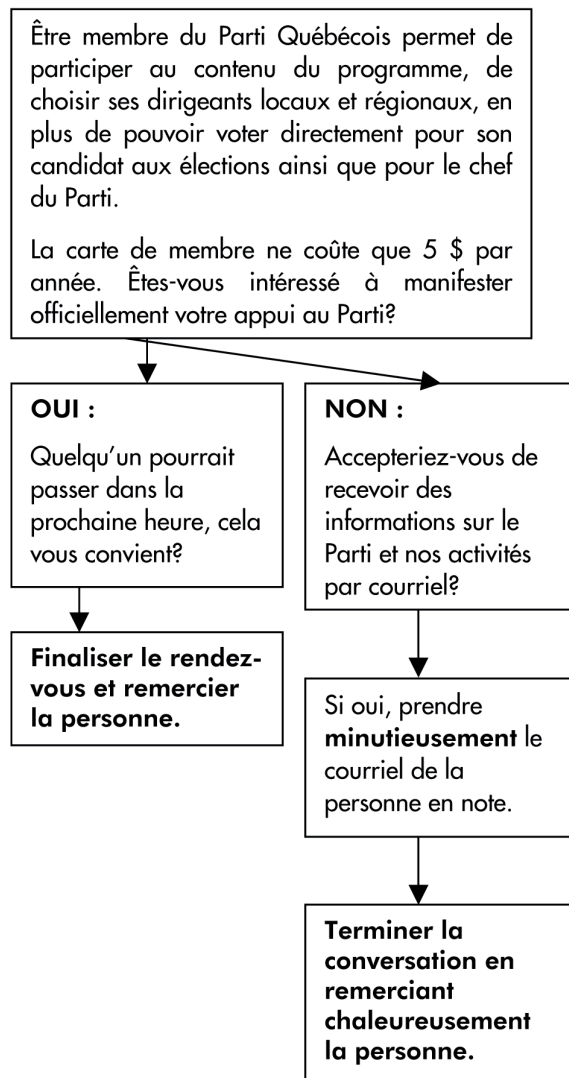 Être membre du Parti Québécois permet de
participer au contenu du programme, de
choisir ses dirigeants locaux et régionaux, en
plus de pouvoir voter directement pour son
candidat aux élections ainsi que pour le chef
du Parti.
La carte de membre ne coûte que 5 $ par
année. Êtes-vous intéressé à manifester
officiellement votre appui au Parti?
OUI :
Quelqu'un pourrait
passer dans la
prochaine heure, cela
vous convient?
Finaliser le rendez-
vous et remercier
la personne.
NON :
Accepteriez-vous de
recevoir des
informations sur le
Parti et nos activités
par courriel?
Si oui, prendre
minutieusement le
courriel de la
personne en note.
Terminer la
conversation en
remerciant
chaleureusement
la personne.